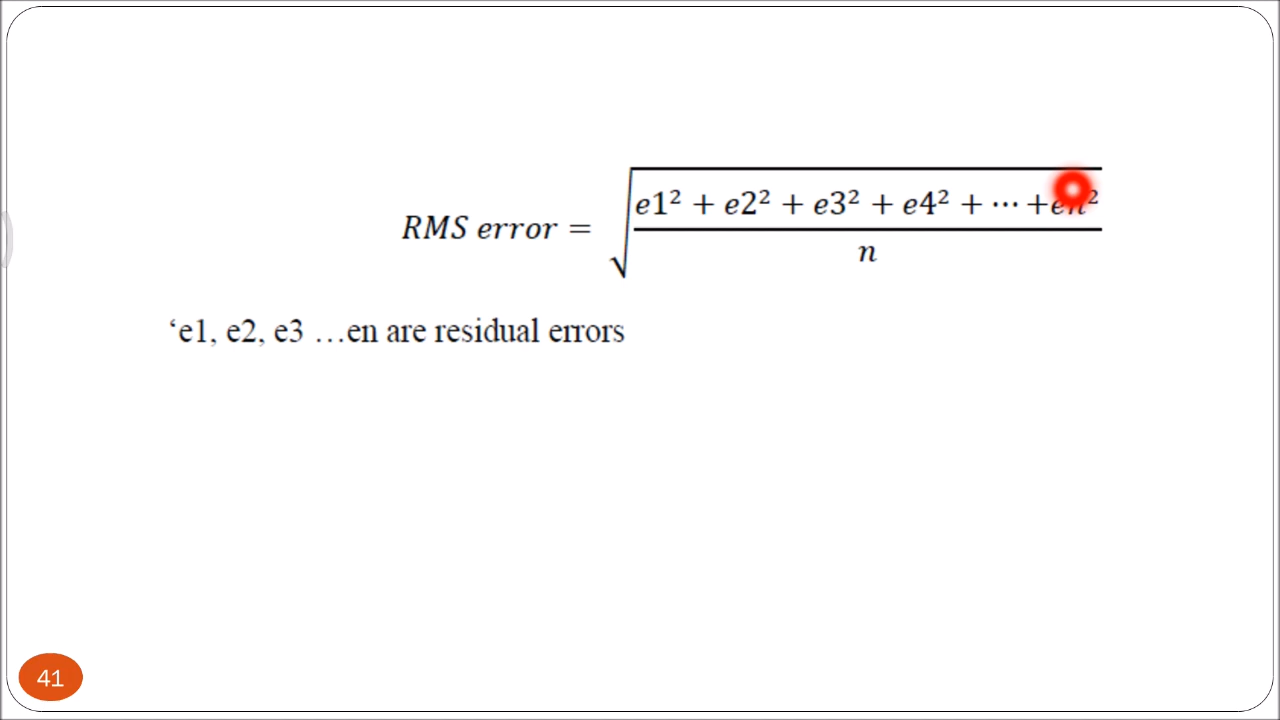 RMS error = √((e1² + e2² + e3² + e4² + ⋯ +en²)/n)
‘e1, e2, e3 …en are residual errors
41